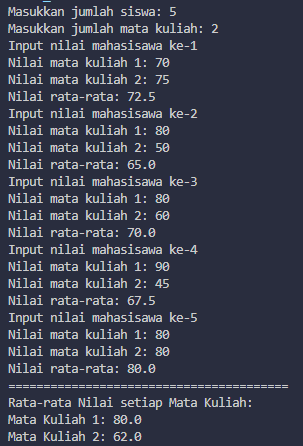 Masukkan jumlah siswa: 5
Masukkan jumlah mata kuliah: 2
Input nilai mahasisawa ke-1
Nilai mata kuliah 1: 70
Nilai mata kuliah 2: 75
Nilai rata-rata: 72.5
Input nilai mahasisawa ke-2
Nilai mata kuliah 1: 80
Nilai mata kuliah 2: 50
Nilai rata-rata: 65.0
Input nilai mahasisawa ke-3
Nilai mata kuliah 1: 80
Nilai mata kuliah 2: 60
Nilai rata-rata: 70.0
Input nilai mahasisawa ke-4
Nilai mata kuliah 1: 90
Nilai mata kuliah 2: 45
Nilai rata-rata: 67.5
Input nilai mahasisawa ke-5
Nilai mata kuliah 1: 80
Nilai mata kuliah 2: 80
Nilai rata-rata: 80.0
========================================
Rata-rata Nilai setiap Mata Kuliah:
Mata Kuliah 1: 80.0
Mata Kuliah 2: 62.0